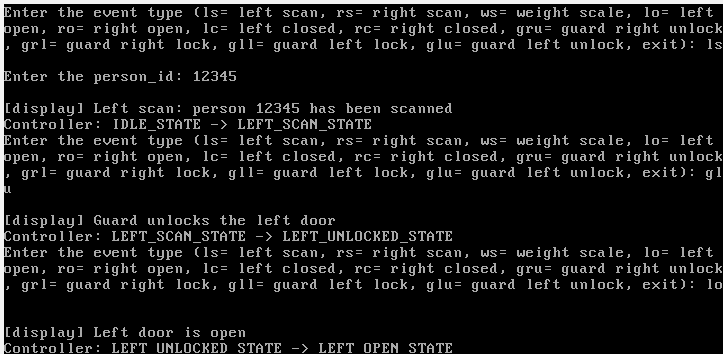 Enter the event type (ls= left scan, rs= right scan, ws= weight scale, lo= left
open, ro= right open, lc= left closed, rc= right closed, gru= guard right unlock
, grl= guard right lock, gll= guard left lock, glu= guard left unlock, exit): ls
Enter the person_id: 12345
[display] Left scan: person 12345 has been scanned
Controller: IDLE_STATE -> LEFT_SCAN_STATE
Enter the event type (ls= left scan, rs= right scan, ws= weight scale, lo= left
open, ro= right open, lc= left closed, rc= right closed, gru= guard right unlock
, grl= guard right lock, gll= guard left lock, glu= guard left unlock, exit): gl
u
[display] Guard unlocks the left door
Controller: LEFT_SCAN_STATE -> LEFT_UNLOCKED_STATE
Enter the event type (ls= left scan, rs= right scan, ws= weight scale, lo= left
open, ro= right open, lc= left closed, rc= right closed, gru= guard right unlock
, grl= guard right lock, gll= guard left lock, glu= guard left unlock, exit): lo
[display] Left door is open
Controller: LEFT_UNLOCKED_STATE -> LEFT_OPEN_STATE